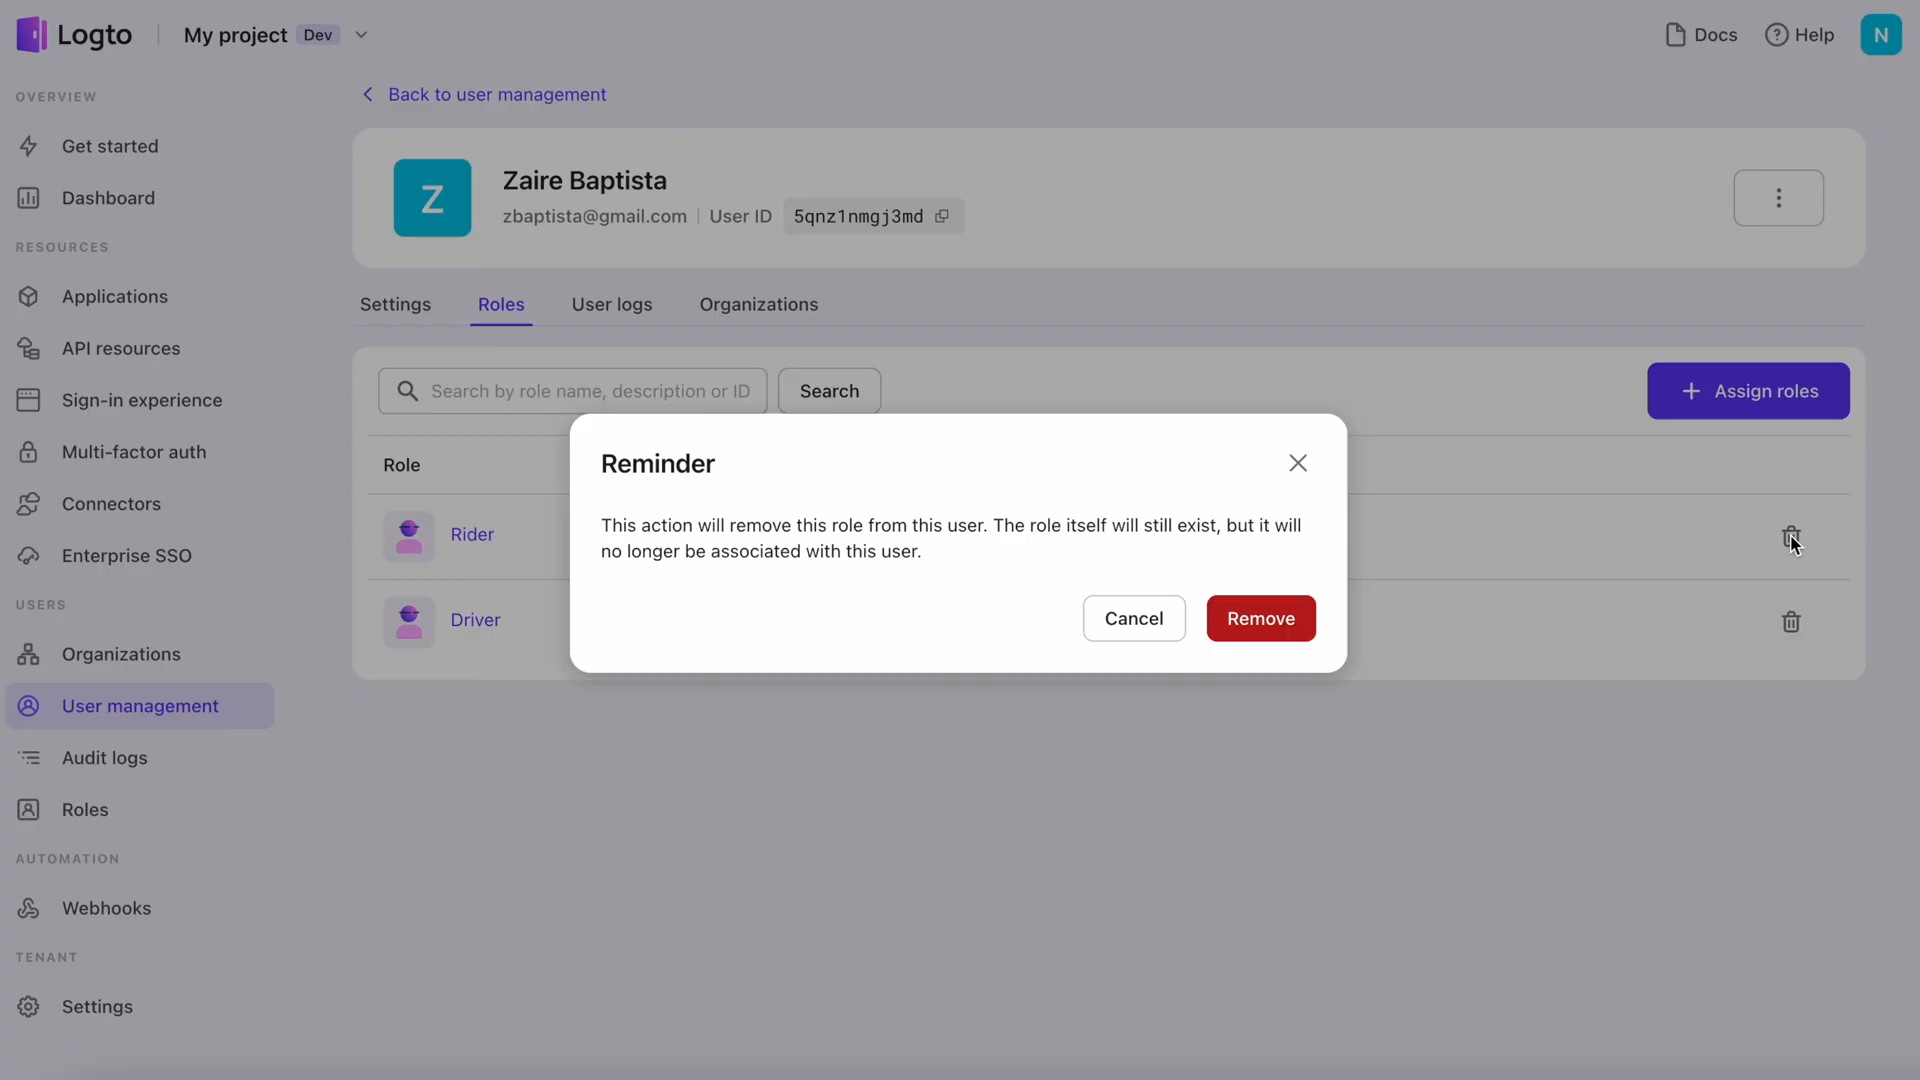 Logto
My project Dev
Docs
Help
N
OVERVIEW
Get started
Dashboard
RESOURCES
Applications
API resources
Sign-in experience
Multi-factor auth
Connectors
Enterprise SSO
USERS
Organizations
User management
Audit logs
Roles
AUTOMATION
Webhooks
TENANT
Settings
Back to user management
Z
Zaire Baptista
zbaptista@gmail.com User ID 5qnz1nmgj3md
Settings Roles User logs Organizations
Search by role name, description or ID Search + Assign roles
Role
Rider
Driver
Reminder
This action will remove this role from this user. The role itself will still exist, but it will
no longer be associated with this user.
Cancel Remove